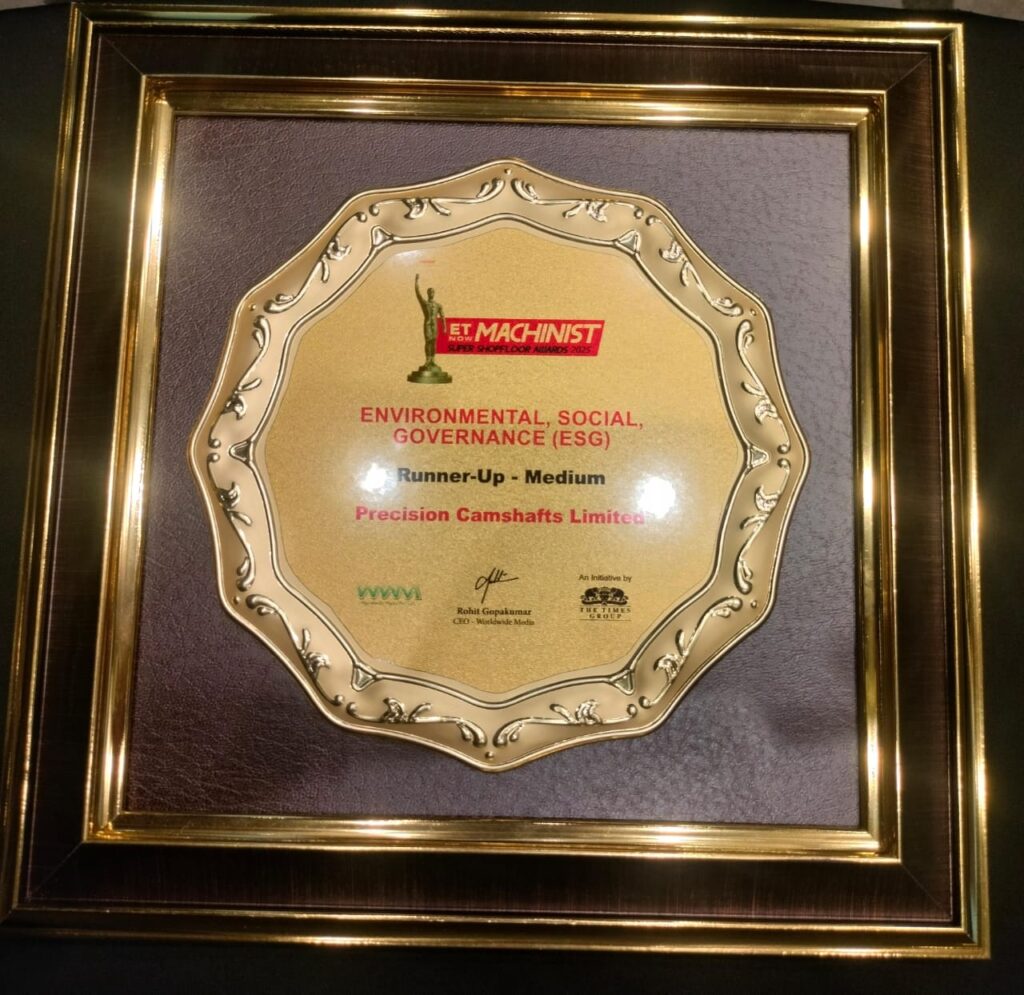 ET NOW MACHINIST
SUPER SHOPFLOOR AWARDS 2025
ENVIRONMENTAL, SOCIAL,
GOVERNANCE (ESG)
Runner-Up - Medium
Precision Camshafts Limited
WWM
Rohit Gopakumar
CEO - Worldwide Media
An Initiative by
THE TIMES
GROUP